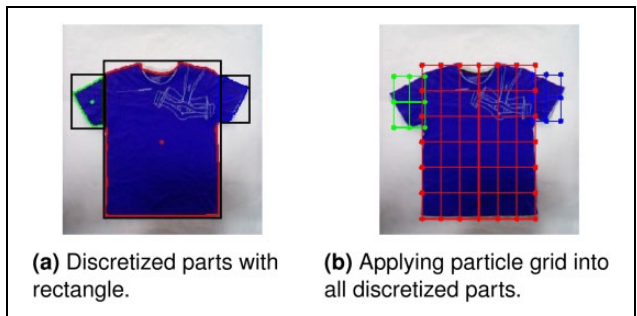 (a) Discretized parts with
rectangle.
(b) Applying particle grid into
all discretized parts.